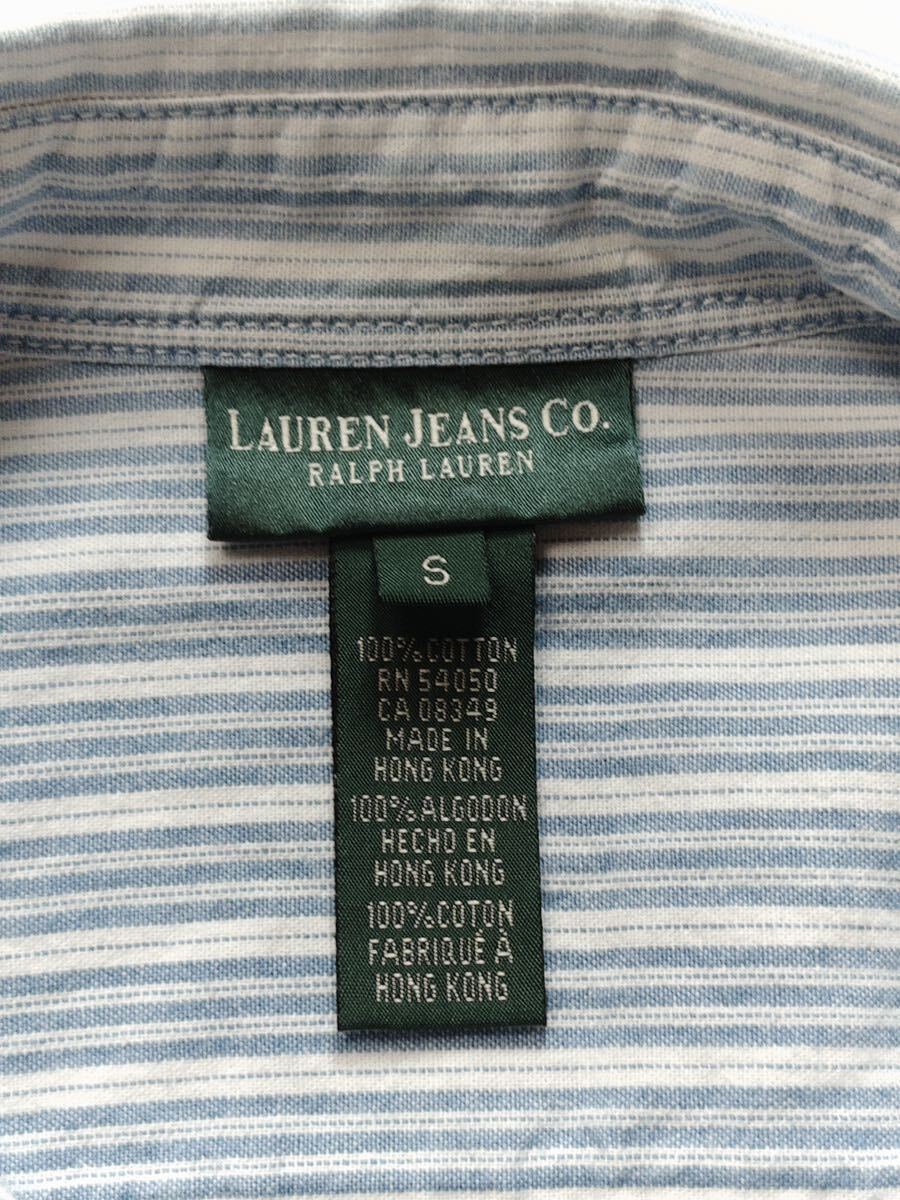 LAUREN JEANS CO.
RALPH LAUREN
S
100% COTTON
RN 54050
CA 08349
MADE IN
HONG KONG
100% ALGODON
HECHO EN
HONG KONG
100% COTON
FABRIQUÉ À
HONG KONG